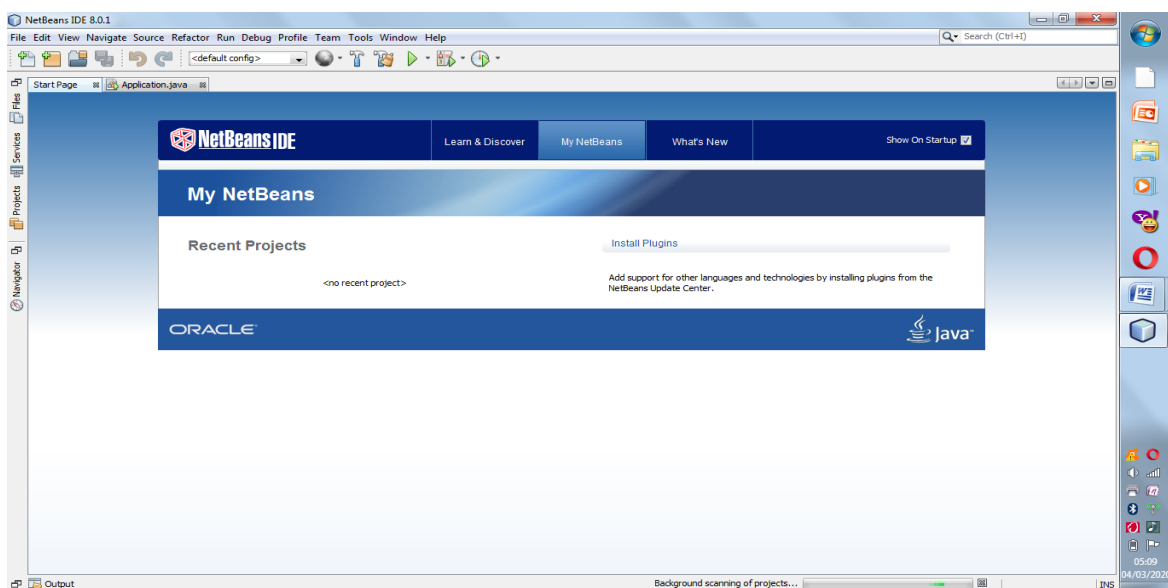 NetBeans IDE 8.0.1
File Edit View Navigate Source Refactor Run Debug Profile Team Tools Window Help
Search (Ctrl+I)
<default config>
Start Page
Application.java
Files
Services
Projects
Navigator
NetBeans IDE
Learn & Discover
My NetBeans
What's New
Show On Startup
My NetBeans
Recent Projects
<no recent project>
Install Plugins
Add support for other languages and technologies by installing plugins from the
NetBeans Update Center.
ORACLE
Java
Output
Background scanning of projects...
INS
05:09